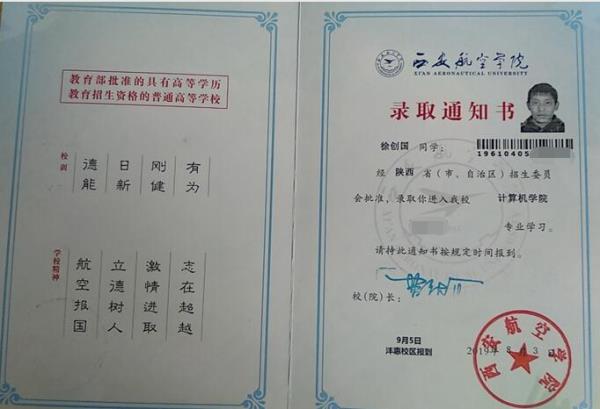 教育部批准的具有高等学历
教育招生资格的普通高等学校
校训
德能
日新
刚健
有为
学校精神
航空报国
立德树人
激情进取
志在超越
西安航空学院
XI'AN AERONAUTICAL UNIVERSITY
录取通知书
徐创国 同学:
19610405
经 陕西 省(市、自治区)招生委员
会批准,录取你进入我校 计算机学院
专业学习。
请持此通知书按规定时间报到。
校(院)长:
9月5日
沣惠校区报到
2019年8月3日
西安航空学院